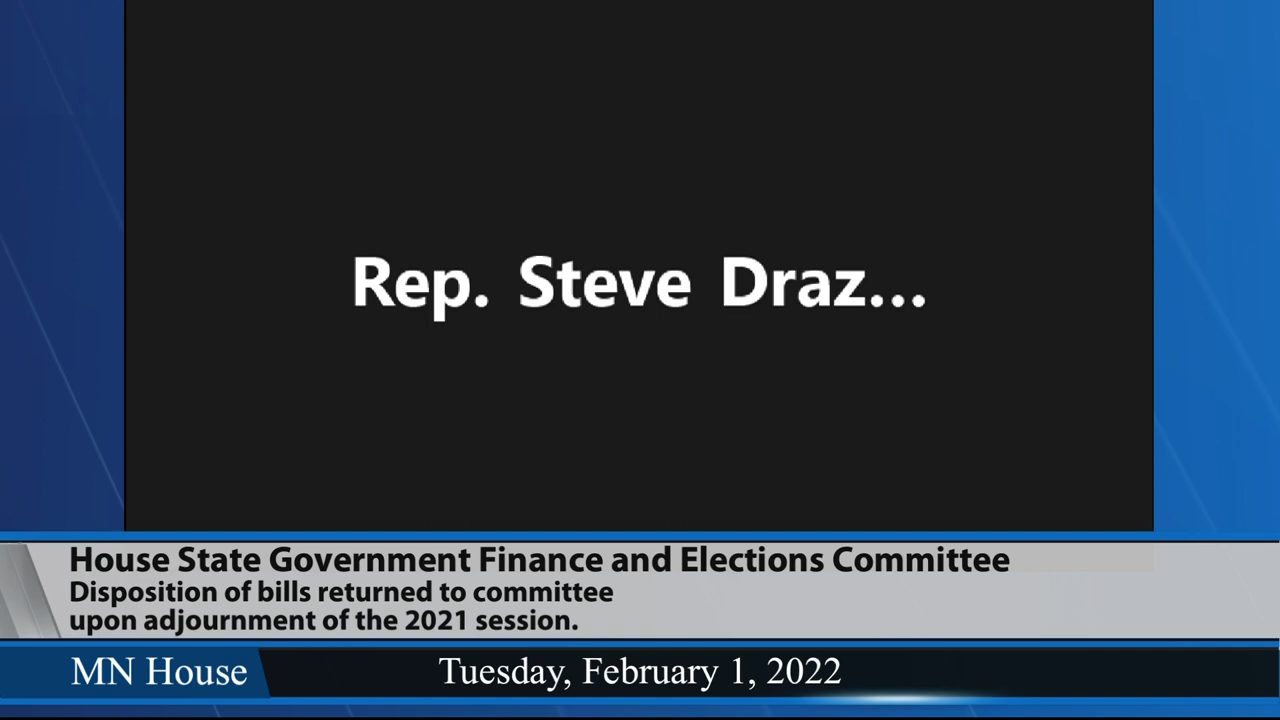 Rep. Steve Draz...
House State Government Finance and Elections Committee
Disposition of bills returned to committee
upon adjournment of the 2021 session.
MN House
Tuesday, February 1, 2022